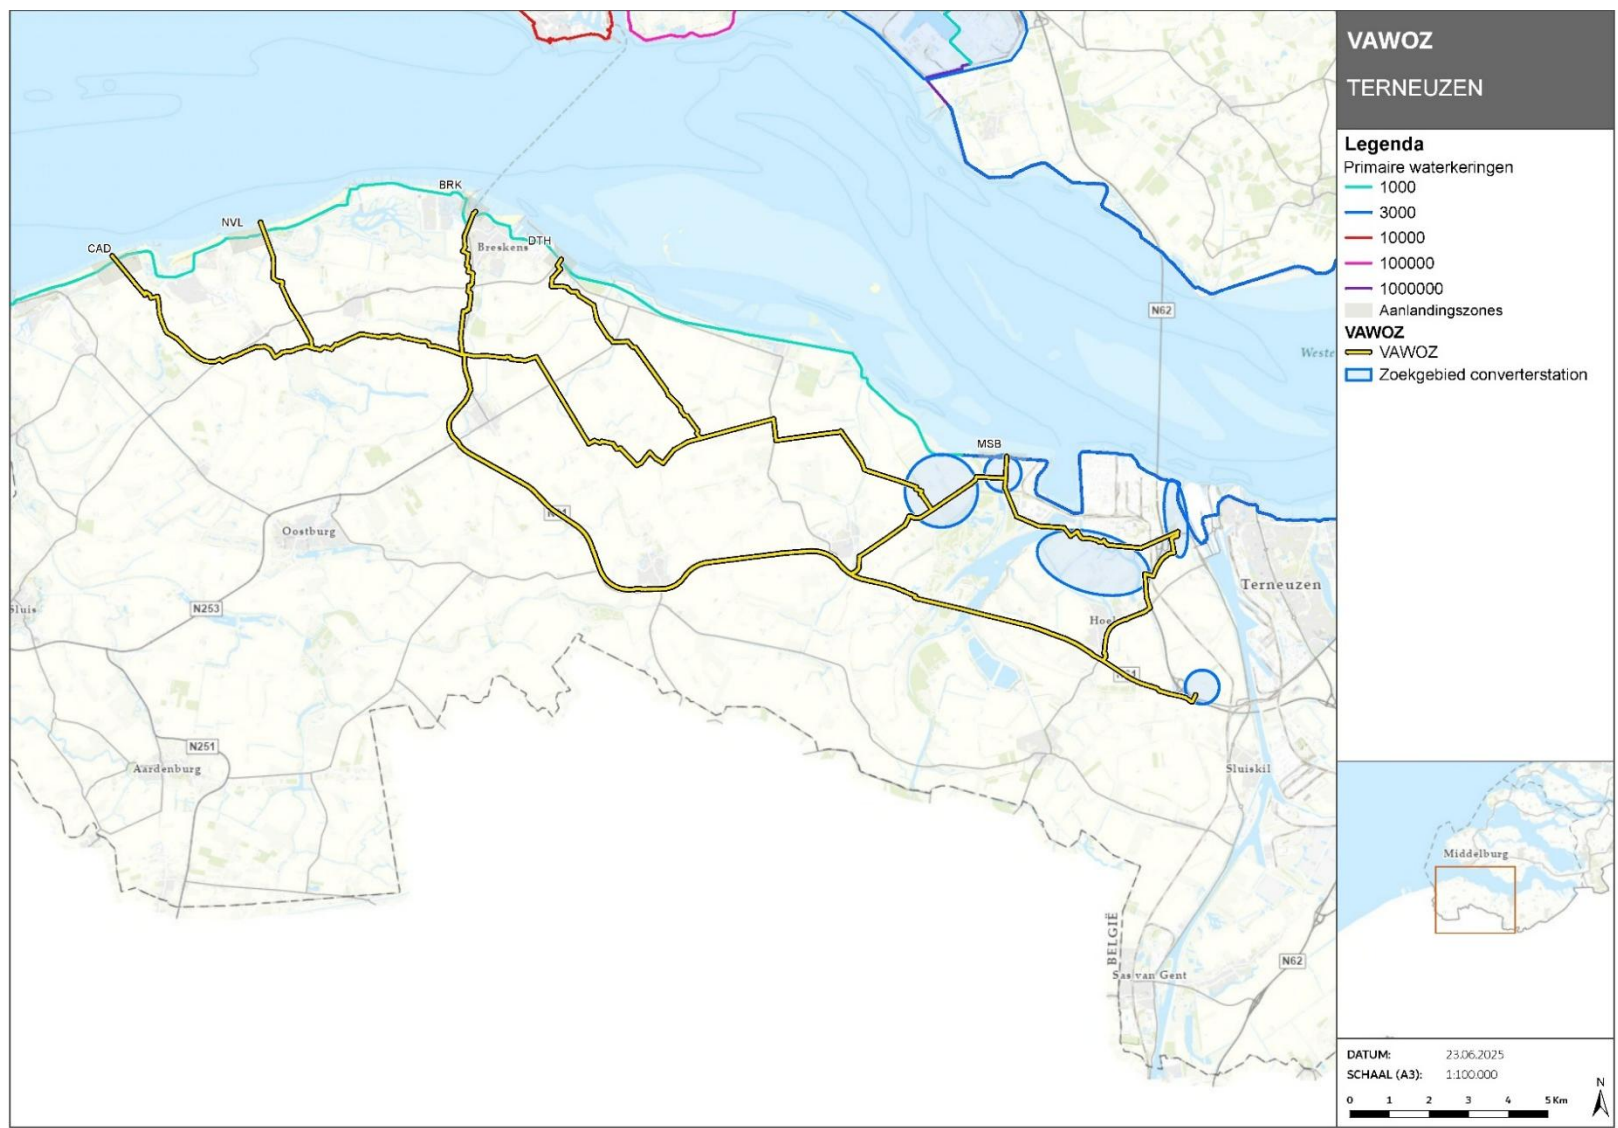 VAWOZ
TERNEUZEN
Legenda
Primaire waterkeringen
1000
3000
10000
100000
1000000
Aanlandingszones
VAWOZ
VAWOZ
Zoekgebied converterstation
BRK
NVL
DTH
CAD
Breskens
N62
MSB
Oostburg
Terneuzen
Sluis
N253
N251
Aardenburg
Sluiskil
Middelburg
BELGIË
N62
Sas van Gent
DATUM: 23.06.2025
SCHAAL (A3): 1:100.000
N
0 1 2 3 4 5 Km